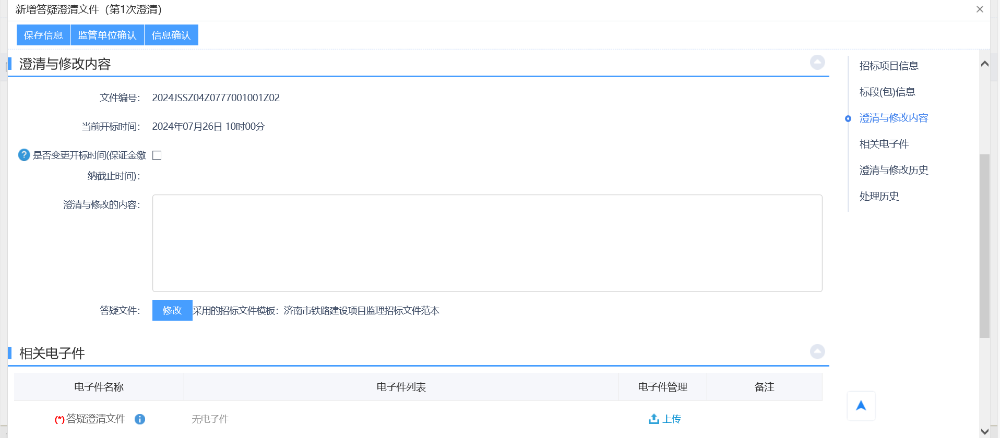 新增答疑澄清文件（第1次澄清）
保存信息 监管单位确认 信息确认
澄清与修改内容
文件编号： 2024JSSZ04Z0777001001Z02
当前开标时间： 2024年07月26日 10时00分
是否变更开标时间(保证金缴
纳截止时间)：
澄清与修改的内容：
答疑文件： 修改 采用的招标文件模板：济南市铁路建设项目监理招标文件范本
相关电子件
电子件名称 电子件列表 电子件管理 备注
(*)答疑澄清文件 无电子件 上传
招标项目信息
标段(包)信息
澄清与修改内容
相关电子件
澄清与修改历史
处理历史